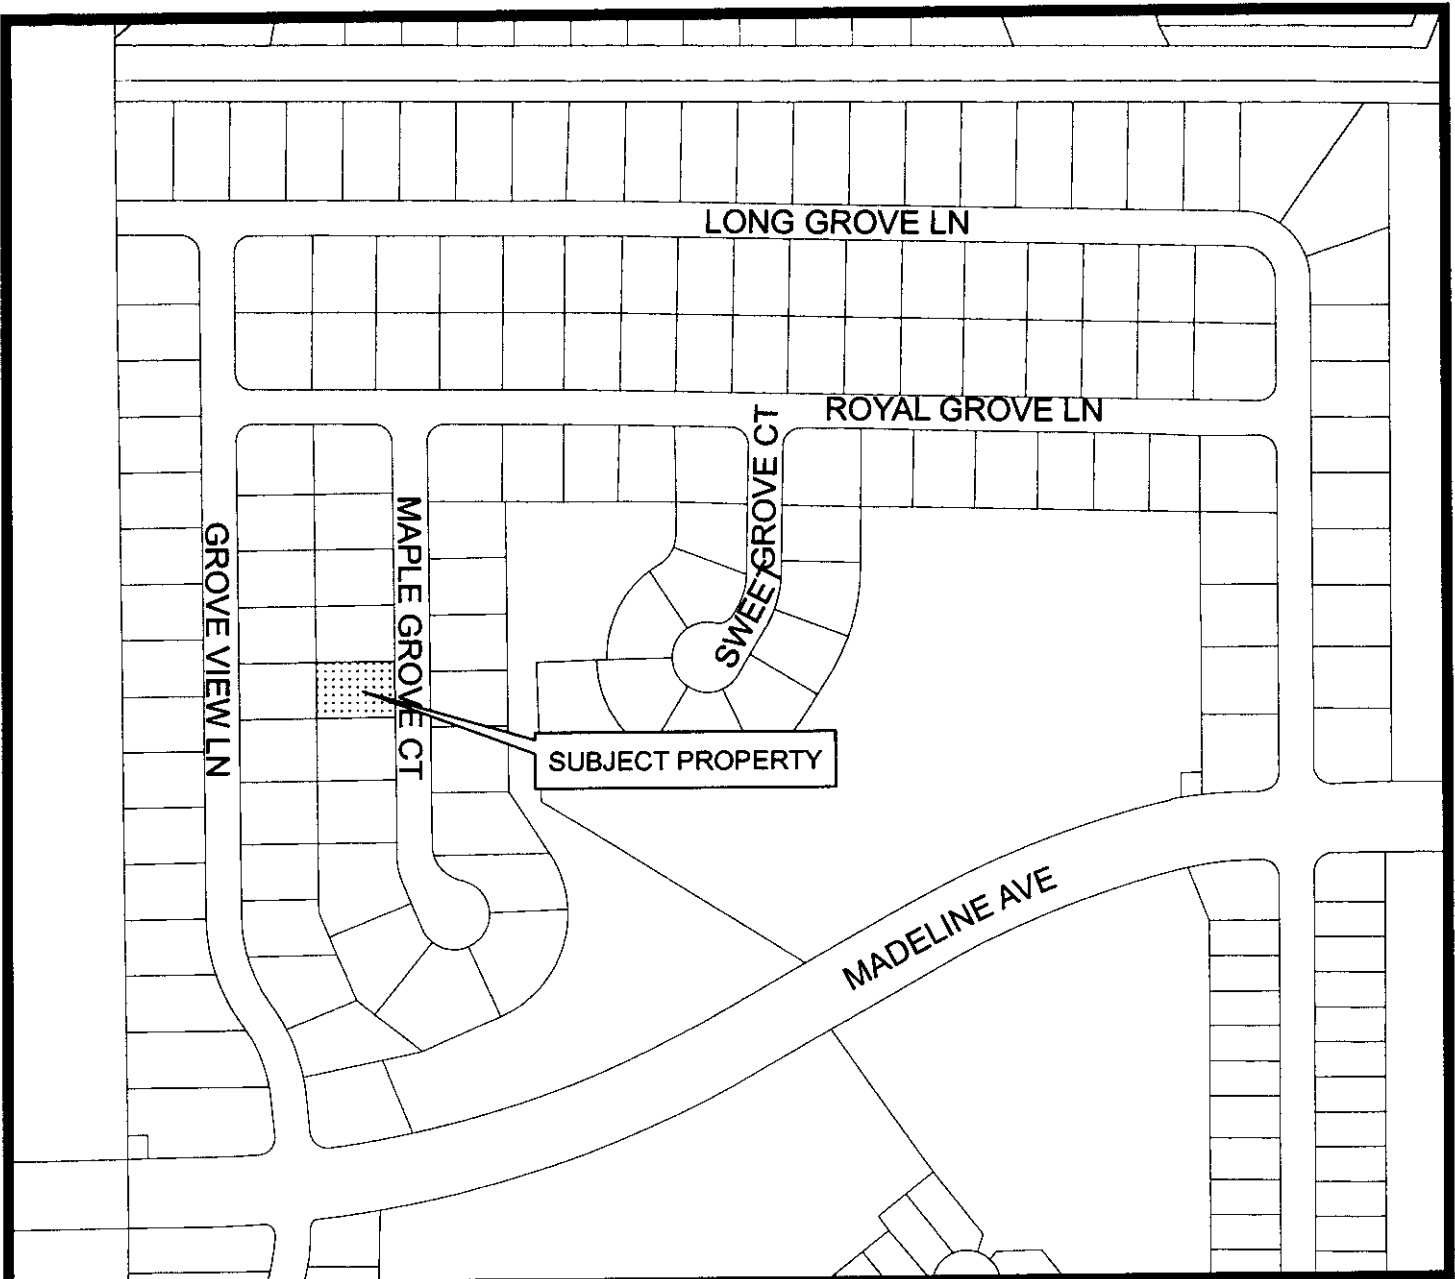 LONG GROVE LN
ROYAL GROVE LN
SWEET GROVE CT
MAPLE GROVE CT
GROVE VIEW LN
SUBJECT PROPERTY
MADELINE AVE